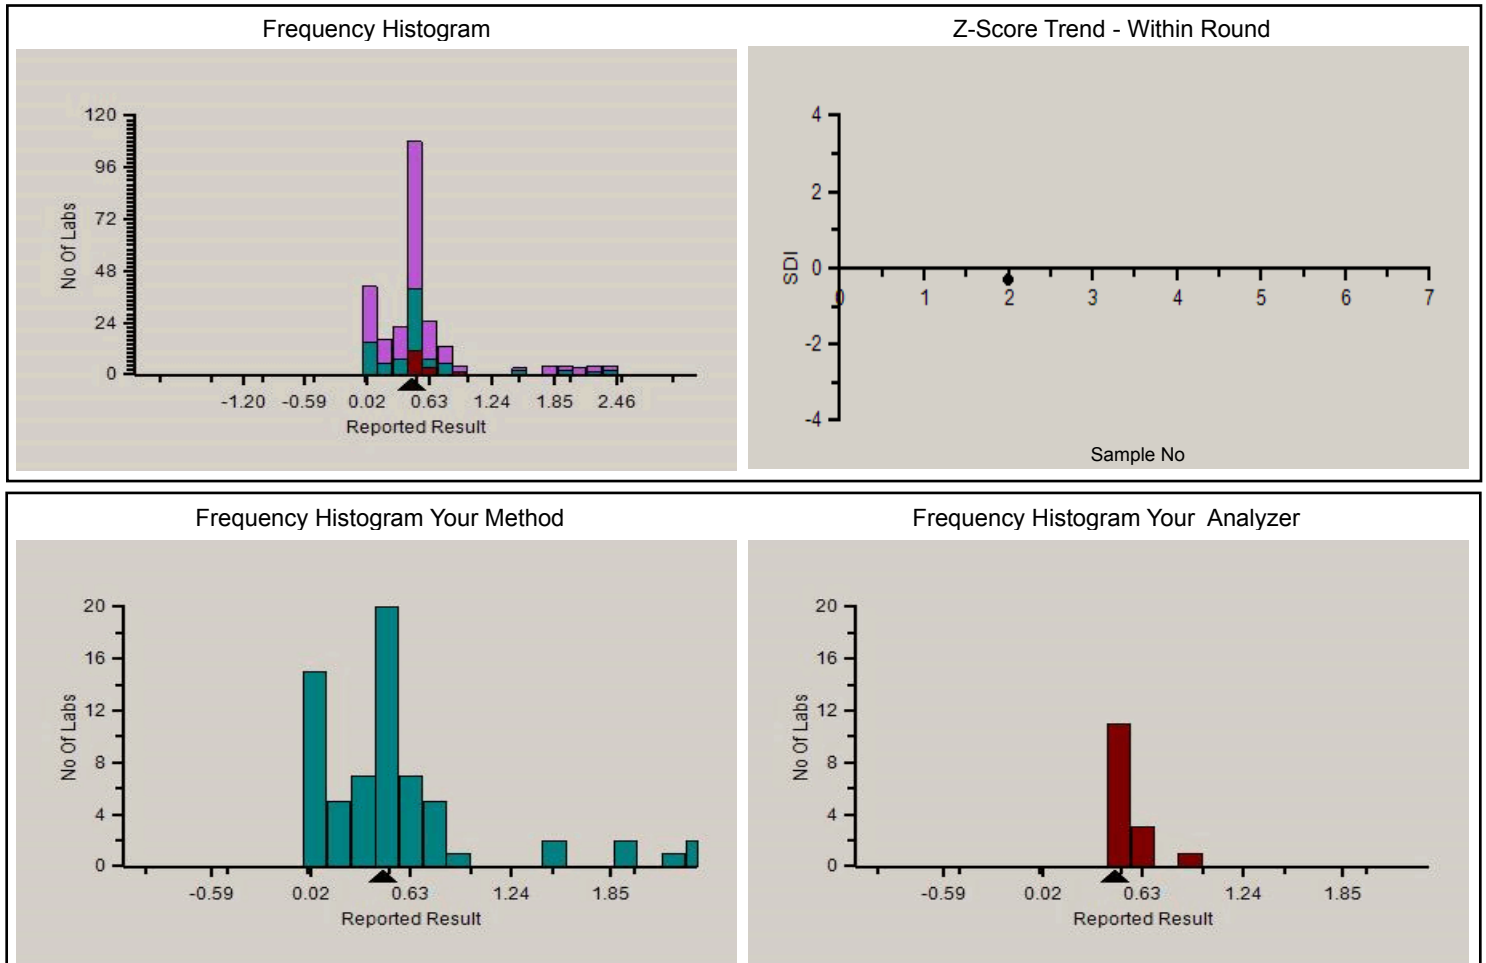 Frequency Histogram
120
96
72
48
24
0
No Of Labs
-1.20 -0.59 0.02 0.63 1.24 1.85 2.46
Reported Result
Z-Score Trend - Within Round
4
2
0
-2
-4
SDI
0 1 2 3 4 5 6 7
Sample No
Frequency Histogram Your Method
20
16
12
8
4
0
No Of Labs
-0.59 0.02 0.63 1.24 1.85
Reported Result
Frequency Histogram Your Analyzer
20
16
12
8
4
0
No Of Labs
-0.59 0.02 0.63 1.24 1.85
Reported Result